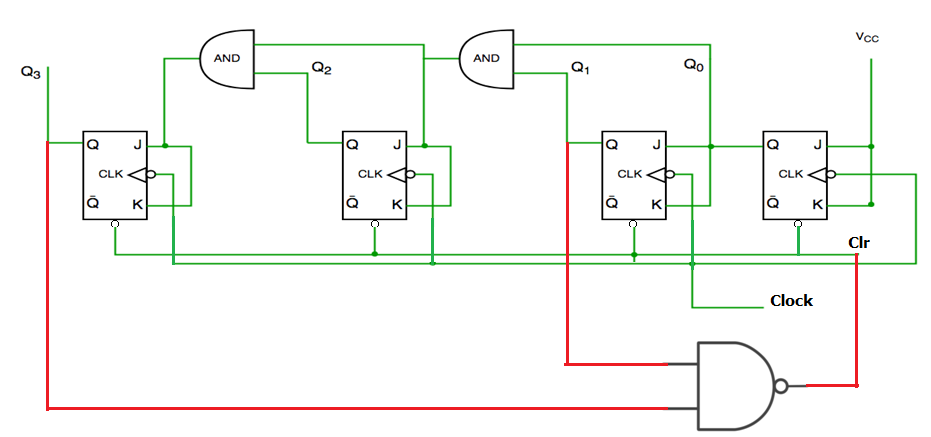 Vcc
AND
AND
Q3
Q2
Q1
Q0
Q J
Q J
Q J
Q J
CLK
CLK
CLK
CLK
Q̄ K
Q̄ K
Q̄ K
Q̄ K
Clr
Clock